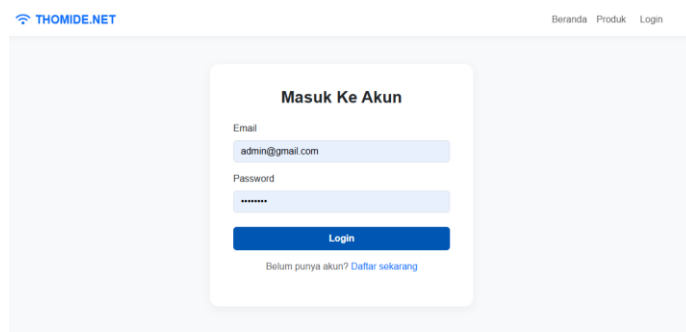 THOMIDE.NET
Beranda Produk Login
Masuk Ke Akun
Email
admin@gmail.com
Password
••••••••
Login
Belum punya akun? Daftar sekarang